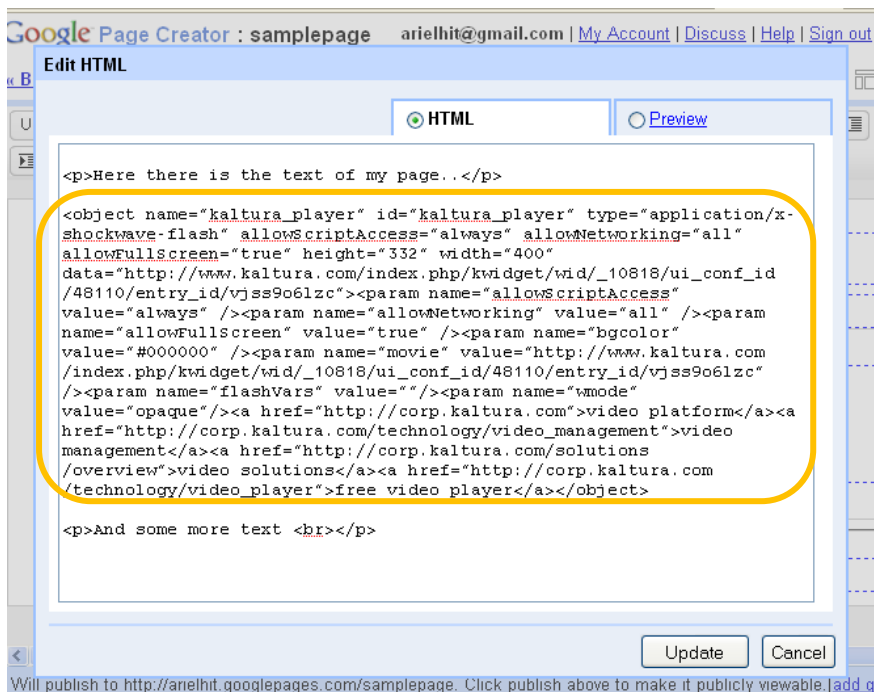 Google Page Creator : samplepage arielhit@gmail.com | My Account | Discuss | Help | Sign out
« B
Edit HTML
HTML Preview
U
<p>Here there is the text of my page..</p>
<object name="kaltura_player" id="kaltura_player" type="application/x-
shockwave-flash" allowScriptAccess="always" allowNetworking="all"
allowFullScreen="true" height="332" width="400"
data="http://www.kaltura.com/index.php/kwidget/wid/_10818/ui_conf_id
/48110/entry_id/vjss9o6lzc"><param name="allowScriptAccess"
value="always" /><param name="allowNetworking" value="all" /><param
name="allowFullScreen" value="true" /><param name="bgcolor"
value="#000000" /><param name="movie" value="http://www.kaltura.com
/index.php/kwidget/wid/_10818/ui_conf_id/48110/entry_id/vjss9o6lzc"
/><param name="flashVars" value=""/><param name="wmode"
value="opaque"/><a href="http://corp.kaltura.com">video platform</a><a
href="http://corp.kaltura.com/technology/video_management">video
management</a><a href="http://corp.kaltura.com/solutions
/overview">video solutions</a><a href="http://corp.kaltura.com
/technology/video_player">free video player</a></object>
<p>And some more text <br></p>
Update Cancel
Will publish to http://arielhit.googlepages.com/samplepage. Click publish above to make it publicly viewable.|add g